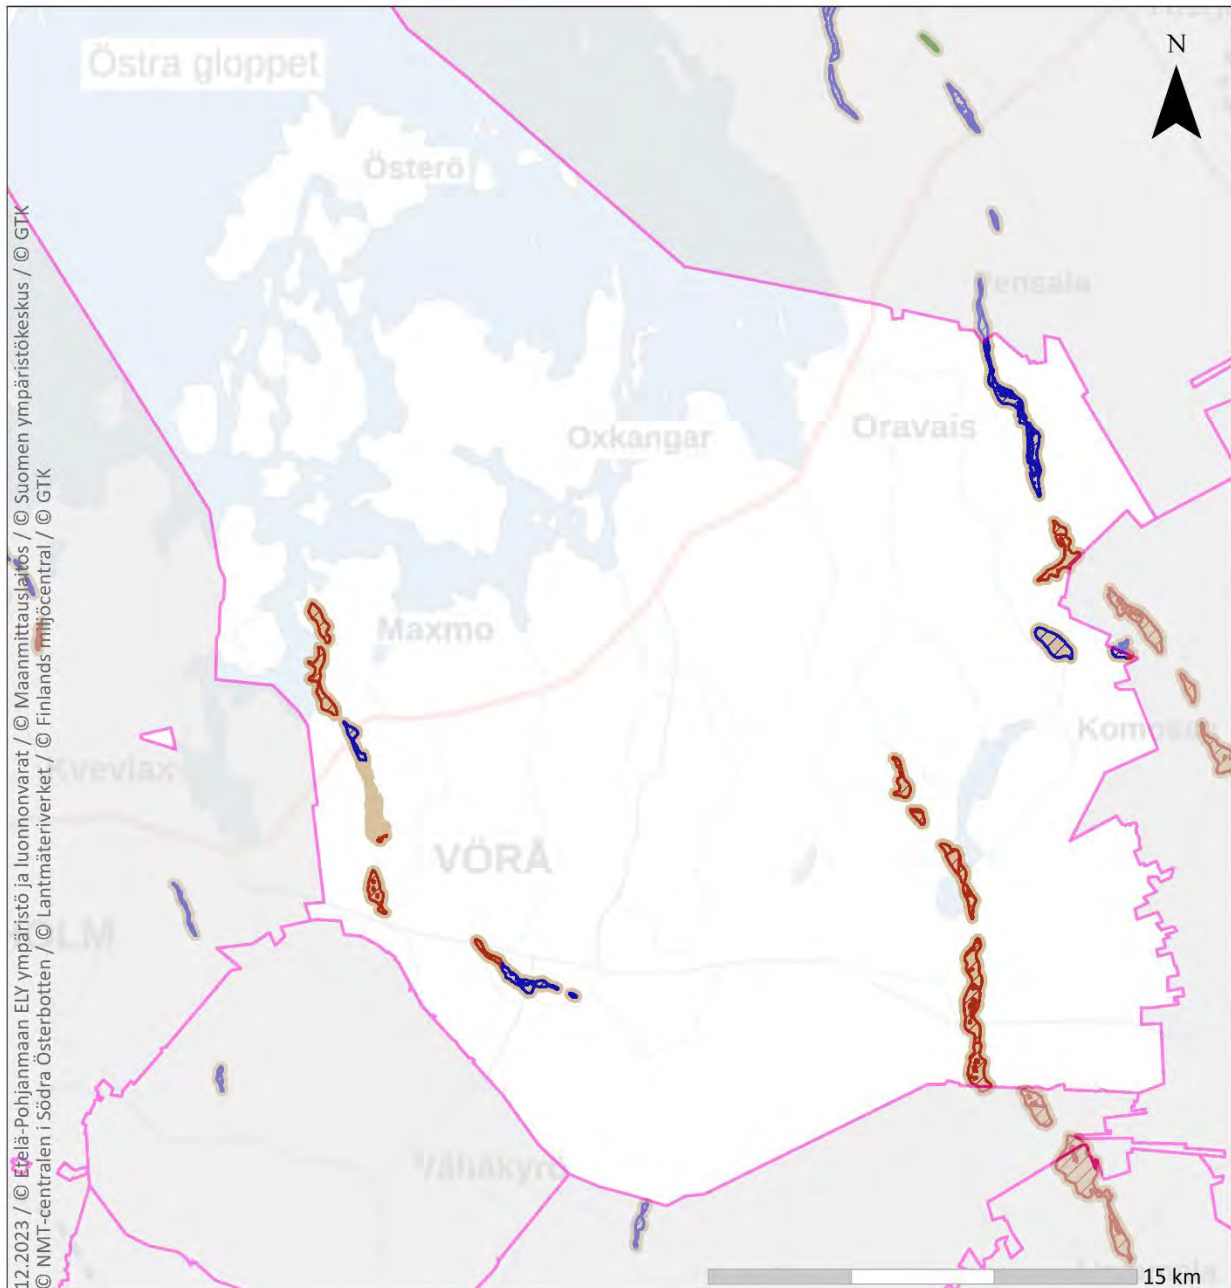 Östra gloppet
N
Österö
Oxkangar
Oravais
Maxmo
Kvevlax
VÖRÅ
15 km
12.2023 / © Etelä-Pohjanmaan ELY ympäristö ja luonnonvarat / © Maanmittauslaitos / © Suomen ympäristökeskus / © GTK
© NMT-centralen i Södra Österbotten / © Lantmäteriverket / © Finlands miljöcentral / © GTK